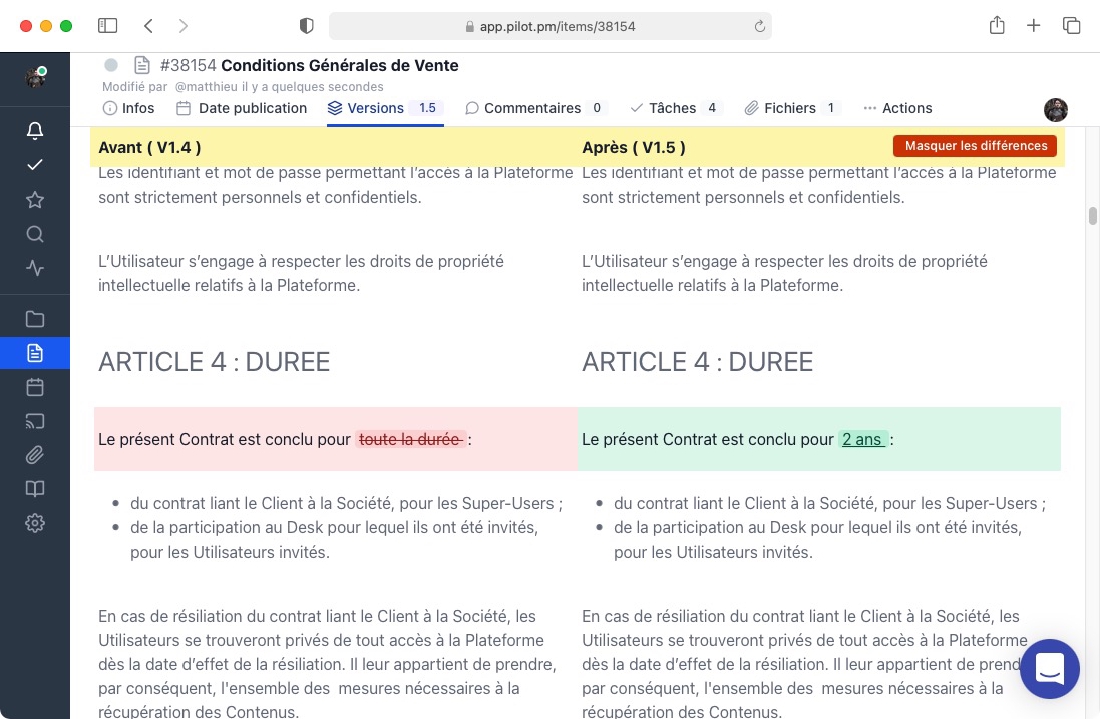 app.pilot.pm/items/38154
#38154 Conditions Générales de Vente
Modifié par @matthieu il y a quelques secondes
Infos
Date publication
Versions 1.5
Commentaires 0
Tâches 4
Fichiers 1
Actions
Avant ( V1.4 )
Les identifiant et mot de passe permettant l’accès à la Plateforme
sont strictement personnels et confidentiels.
L’Utilisateur s’engage à respecter les droits de propriété
intellectuelle relatifs à la Plateforme.
ARTICLE 4 : DUREE
Le présent Contrat est conclu pour toute la durée :
du contrat liant le Client à la Société, pour les Super-Users ;
de la participation au Desk pour lequel ils ont été invités,
pour les Utilisateurs invités.
En cas de résiliation du contrat liant le Client à la Société, les
Utilisateurs se trouveront privés de tout accès à la Plateforme
dès la date d’effet de la résiliation. Il leur appartient de prendre,
par conséquent, l'ensemble des mesures nécessaires à la
récupération des Contenus.
Après ( V1.5 )
Masquer les différences
Les identifiant et mot de passe permettant l’accès à la Plateforme
sont strictement personnels et confidentiels.
L’Utilisateur s’engage à respecter les droits de propriété
intellectuelle relatifs à la Plateforme.
ARTICLE 4 : DUREE
Le présent Contrat est conclu pour 2 ans :
du contrat liant le Client à la Société, pour les Super-Users ;
de la participation au Desk pour lequel ils ont été invités,
pour les Utilisateurs invités.
En cas de résiliation du contrat liant le Client à la Société, les
Utilisateurs se trouveront privés de tout accès à la Plateforme
dès la date d’effet de la résiliation. Il leur appartient de prend
par conséquent, l'ensemble des mesures nécessaires à la
récupération des Contenus.